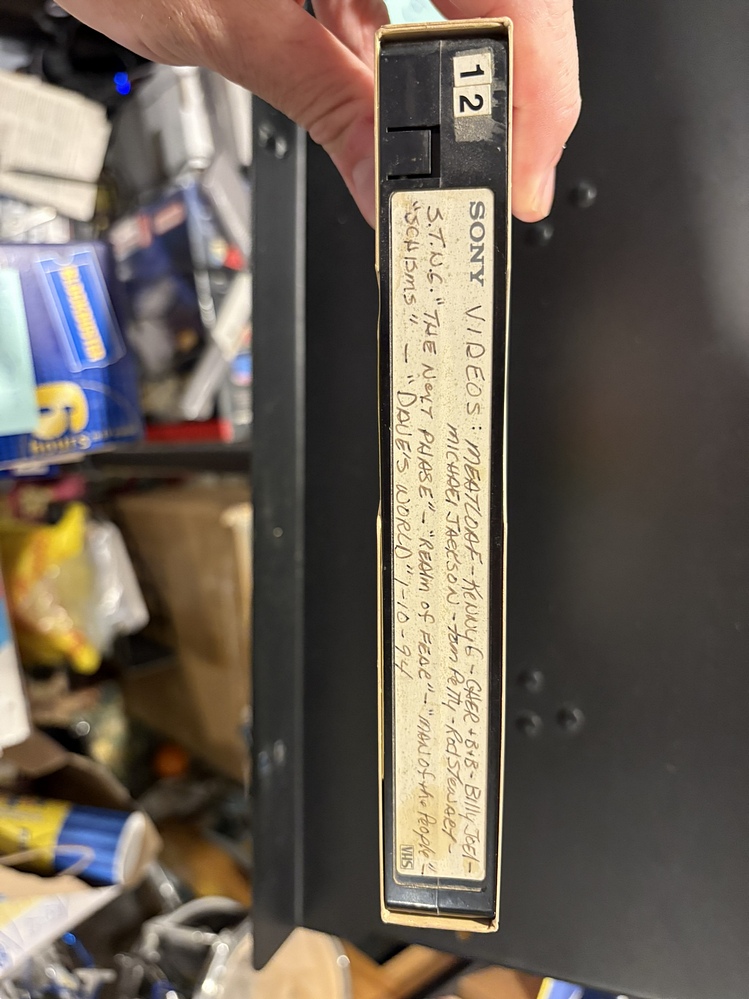 12
SONY VIDEOS: MEATLOAF - KENNY G - CHER + B+B - Billy JOEl -
MICHAEl JACKSON - Tom Petty - Rod STEWART -
S.T.N.G. "THE NEXT PHASE" - "REAlm of FEAR" - "MAN of the People" -
"SCHISMS" - "DAVE'S WORLD" 1-10-94
VHS
6
hours